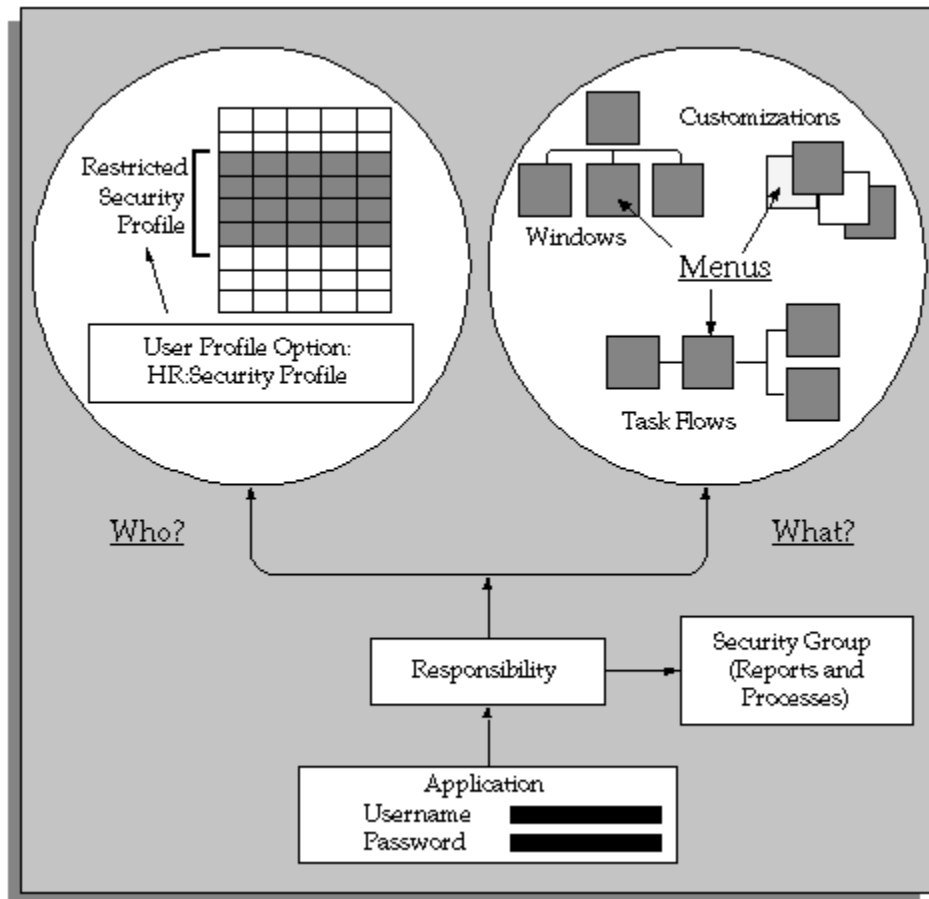 Restricted
Security
Profile
User Profile Option:
HR:Security Profile
Customizations
Windows
Menus
Task Flows
Who?
What?
Responsibility
Security Group
(Reports and
Processes)
Application
Username
Password